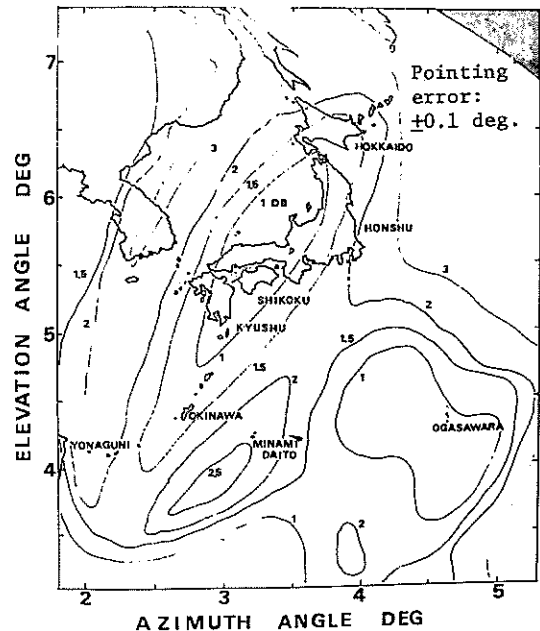 7
Pointing
error:
±0.1 deg.
HOKKAIDO
3
2
1.5
1 DB
6
HONSHU
1.5
SHIKOKU
3
2
2
5
KYUSHU
1
1.5
1.5
2
1
OKINAWA
OGASAWARA
YONAGUNI
MINAMI
DAITO
4
2.5
1
2
2
3
4
5
ELEVATION ANGLE DEG
AZIMUTH ANGLE DEG